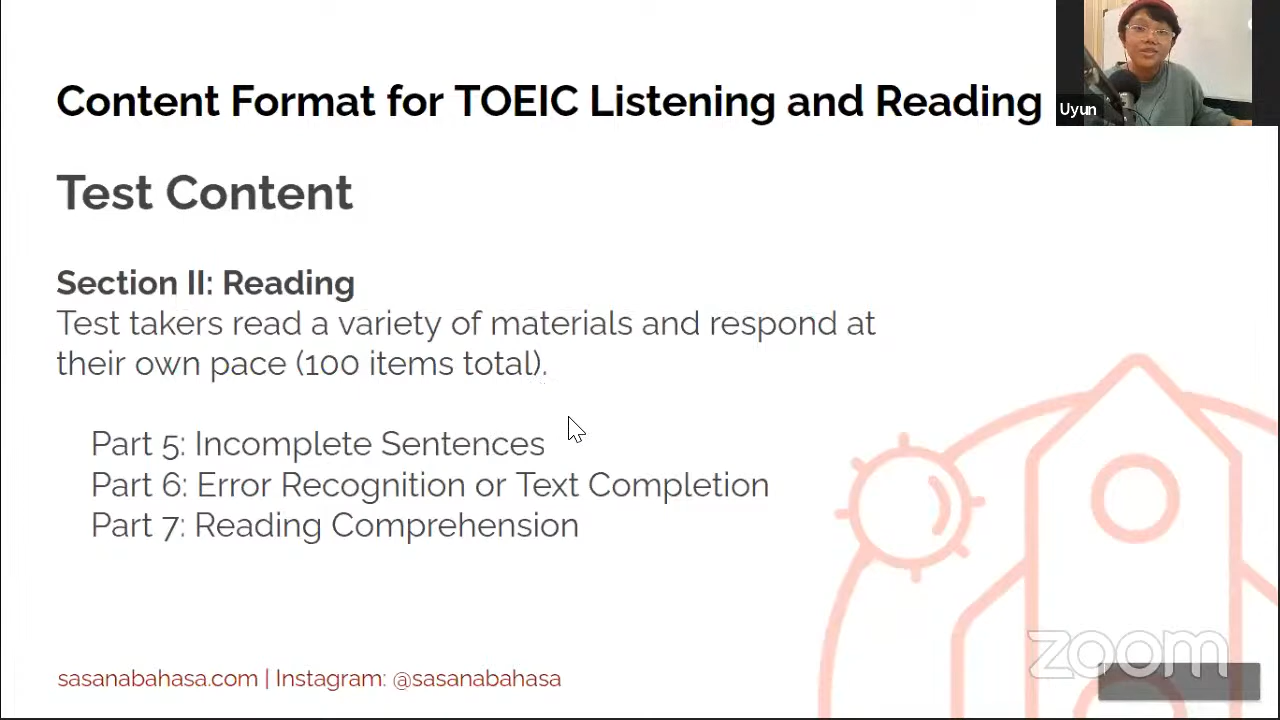 Content Format for TOEIC Listening and Reading
Uyun
Test Content
Section II: Reading
Test takers read a variety of materials and respond at
their own pace (100 items total).
Part 5: Incomplete Sentences
Part 6: Error Recognition or Text Completion
Part 7: Reading Comprehension
zoom
sasanabahasa.com | Instagram: @sasanabahasa